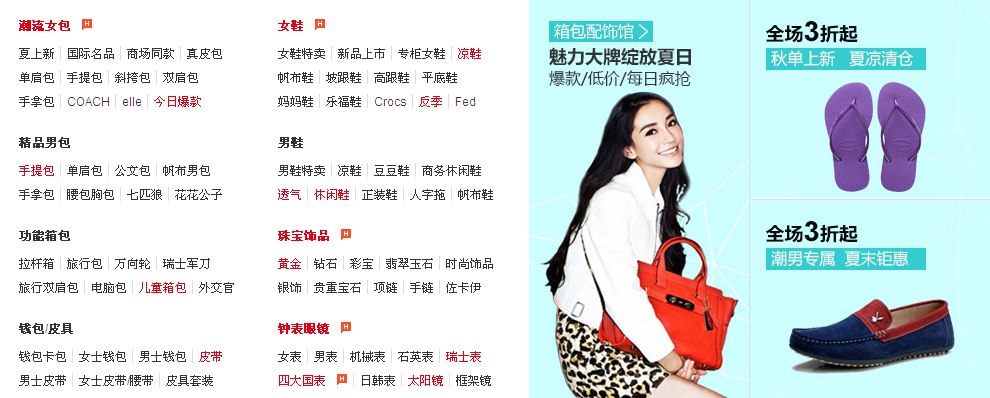 潮流女包 H
夏上新 国际名品 商场同款 真皮包
单肩包 手提包 斜挎包 双肩包
手拿包 COACH elle 今日爆款
精品男包
手提包 单肩包 公文包 帆布男包
手拿包 腰包胸包 七匹狼 花花公子
功能箱包
拉杆箱 旅行包 万向轮 瑞士军刀
旅行双肩包 电脑包 儿童箱包 外交官
钱包/皮具
钱包卡包 女士钱包 男士钱包 皮带
男士皮带 女士皮带/腰带 皮具套装
女鞋 H
女鞋特卖 新品上市 专柜女鞋 凉鞋
帆布鞋 坡跟鞋 高跟鞋 平底鞋
妈妈鞋 乐福鞋 Crocs 反季 Fed
男鞋
男鞋特卖 凉鞋 豆豆鞋 商务休闲鞋
透气 休闲鞋 正装鞋 人字拖 帆布鞋
珠宝饰品 H
黄金 钻石 彩宝 翡翠玉石 时尚饰品
银饰 贵重宝石 项链 手链 佐卡伊
钟表眼镜 H
女表 男表 机械表 石英表 瑞士表
四大国表 H 日韩表 太阳镜 框架镜
箱包配饰馆 >
魅力大牌绽放夏日
爆款/低价/每日疯抢
全场3折起
秋单上新 夏凉清仓
全场3折起
潮男专属 夏末钜惠